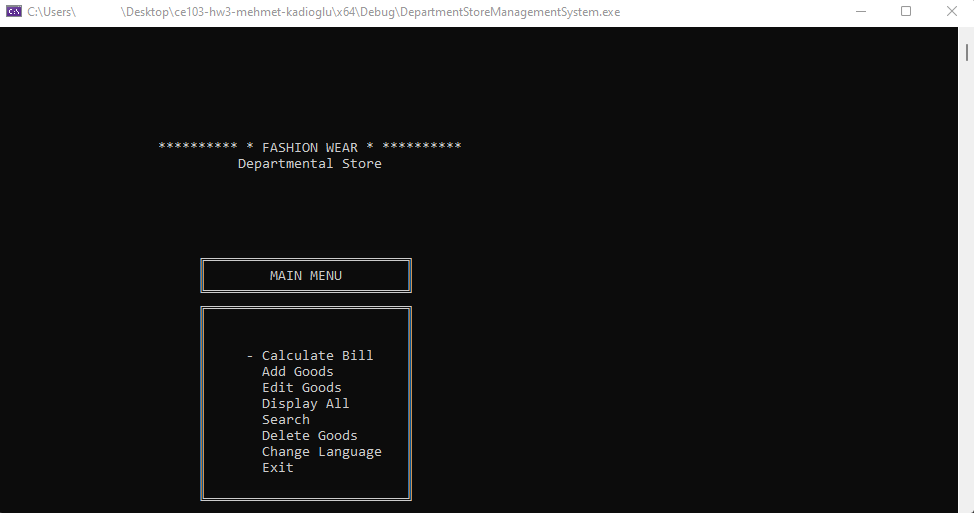 C:\Users\ \Desktop\ce103-hw3-mehmet-kadioglu\x64\Debug\DepartmentStoreManagementSystem.exe
********** * FASHION WEAR * **********
Departmental Store
MAIN MENU
- Calculate Bill
Add Goods
Edit Goods
Display All
Search
Delete Goods
Change Language
Exit